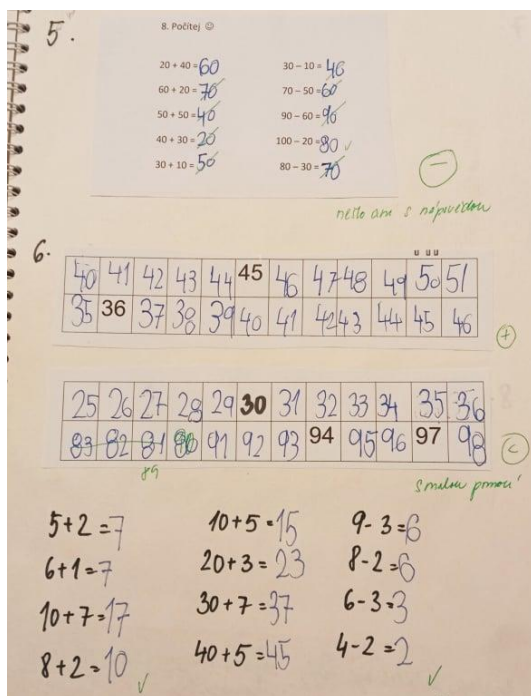 5.
8. Počítej ☺
20 + 40 = 60 30 – 10 = 40
60 + 20 = 70 70 – 50 = 60
50 + 50 = 40 90 – 60 = 90
40 + 30 = 20 100 – 20 = 80 ✓
30 + 10 = 50 80 – 30 = 70
–
nešlo ani s nápovědou
6.
40 41 42 43 44 45 46 47 48 49 50 51
35 36 37 38 39 40 41 42 43 44 45 46
+
25 26 27 28 29 30 31 32 33 34 35 36
83 82 81 90 91 92 93 94 95 96 97 98
89
s malou pomocí
5+2=7 10+5=15 9-3=6
6+1=7 20+3=23 8-2=6
10+7=17 30+7=37 6-3=3
8+2=10 40+5=45 4-2=2
✓ ✓